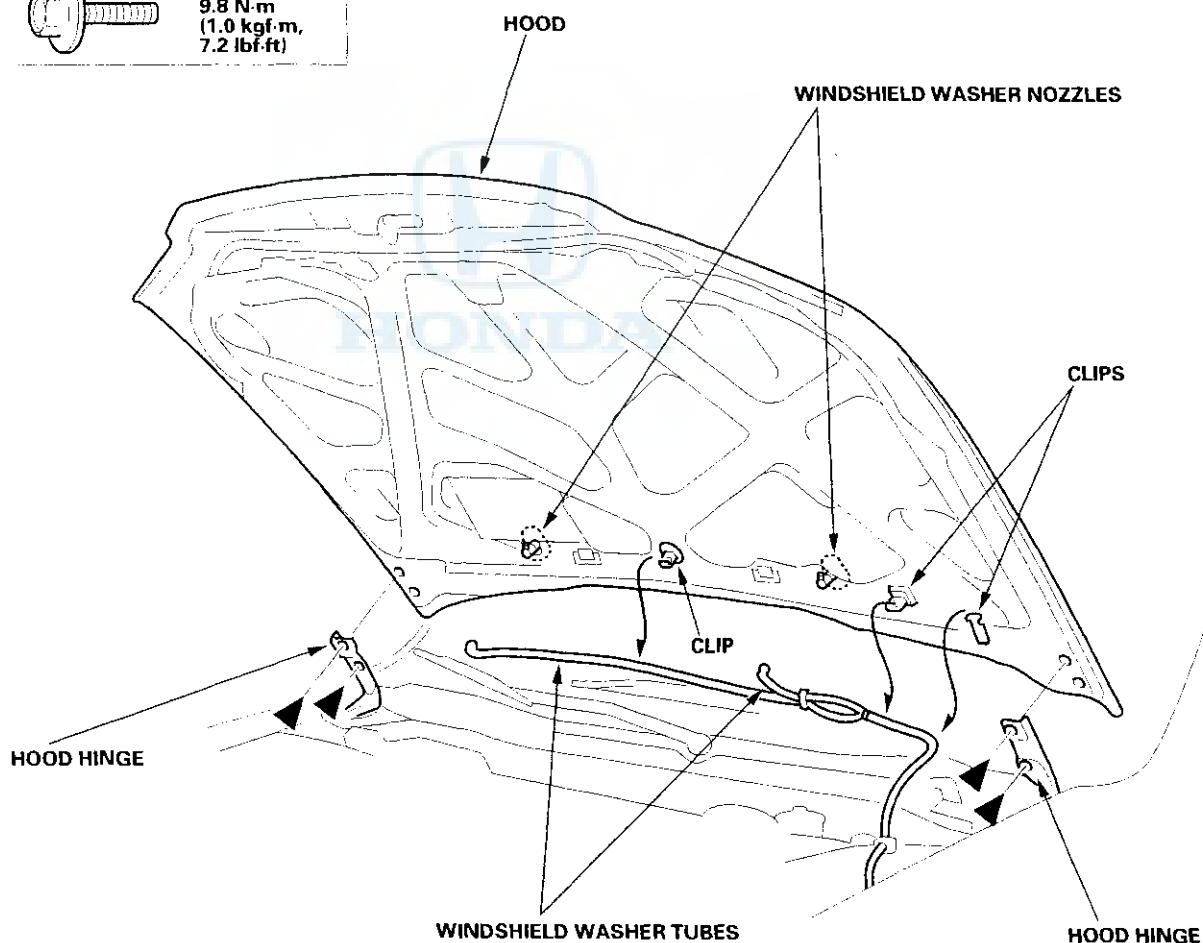 9.8 N·m
(1.0 kgf·m,
7.2 lbf·ft)
HOOD
WINDSHIELD WASHER NOZZLES
HONDA
CLIPS
CLIP
HOOD HINGE
WINDSHIELD WASHER TUBES
HOOD HINGE